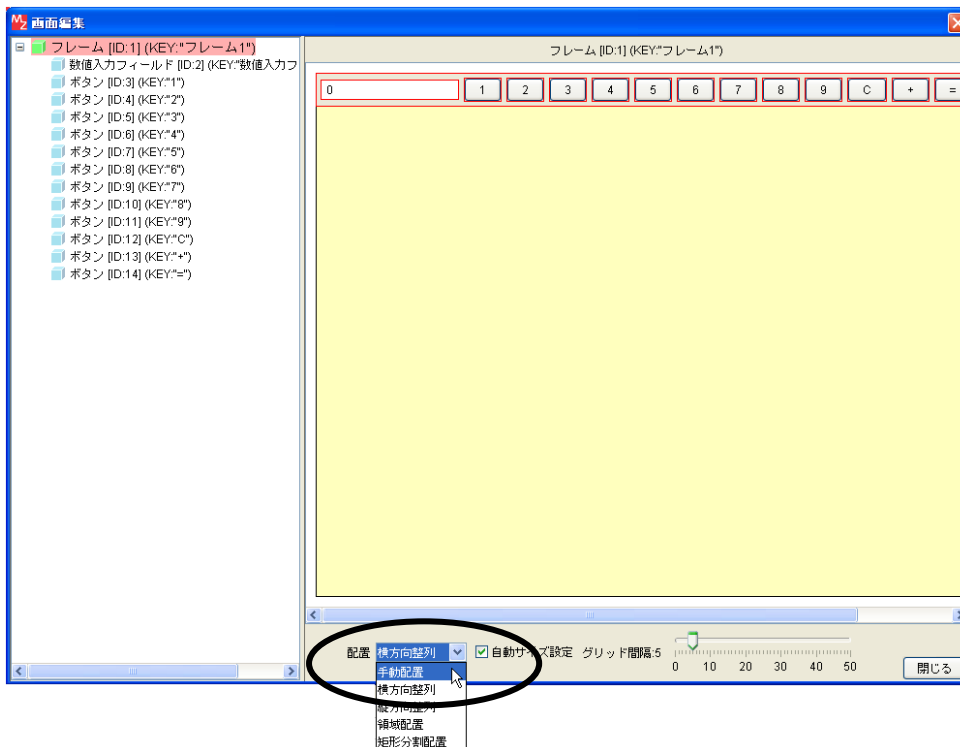 画面編集
フレーム [ID:1] (KEY:"フレーム1")
数値入力フィールド [ID:2] (KEY:"数値入力フ
ボタン [ID:3] (KEY:"1")
ボタン [ID:4] (KEY:"2")
ボタン [ID:5] (KEY:"3")
ボタン [ID:6] (KEY:"4")
ボタン [ID:7] (KEY:"5")
ボタン [ID:8] (KEY:"6")
ボタン [ID:9] (KEY:"7")
ボタン [ID:10] (KEY:"8")
ボタン [ID:11] (KEY:"9")
ボタン [ID:12] (KEY:"C")
ボタン [ID:13] (KEY:"+")
ボタン [ID:14] (KEY:"=")
フレーム [ID:1] (KEY:"フレーム1")
0 1 2 3 4 5 6 7 8 9 C + =
配置 横方向整列 自動サイズ設定 グリッド間隔:5
0 10 20 30 40 50
閉じる
手動配置
横方向整列
縦方向整列
領域配置
矩形分割配置